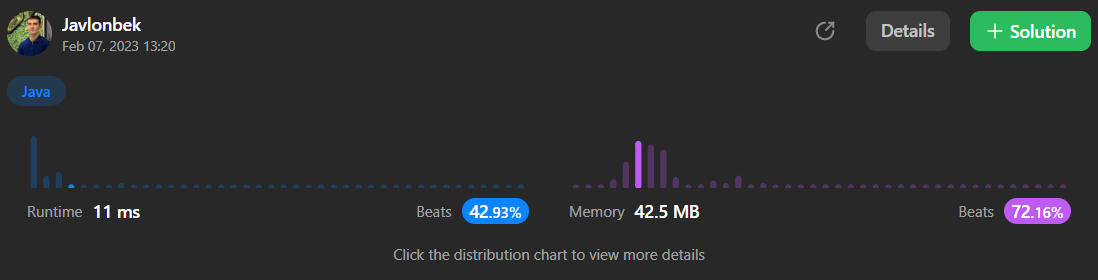 Javlonbek
Feb 07, 2023 13:20
Details
+ Solution
Java
Runtime 11 ms Beats 42.93%
Memory 42.5 MB Beats 72.16%
Click the distribution chart to view more details